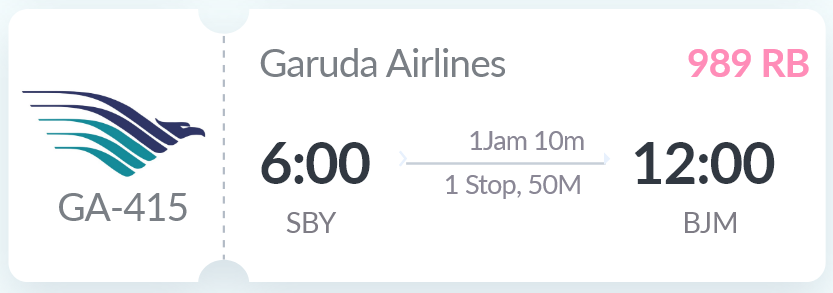 Garuda Airlines 989 RB
GA-415
6:00 1Jam 10m 12:00
1 Stop, 50M
SBY BJM